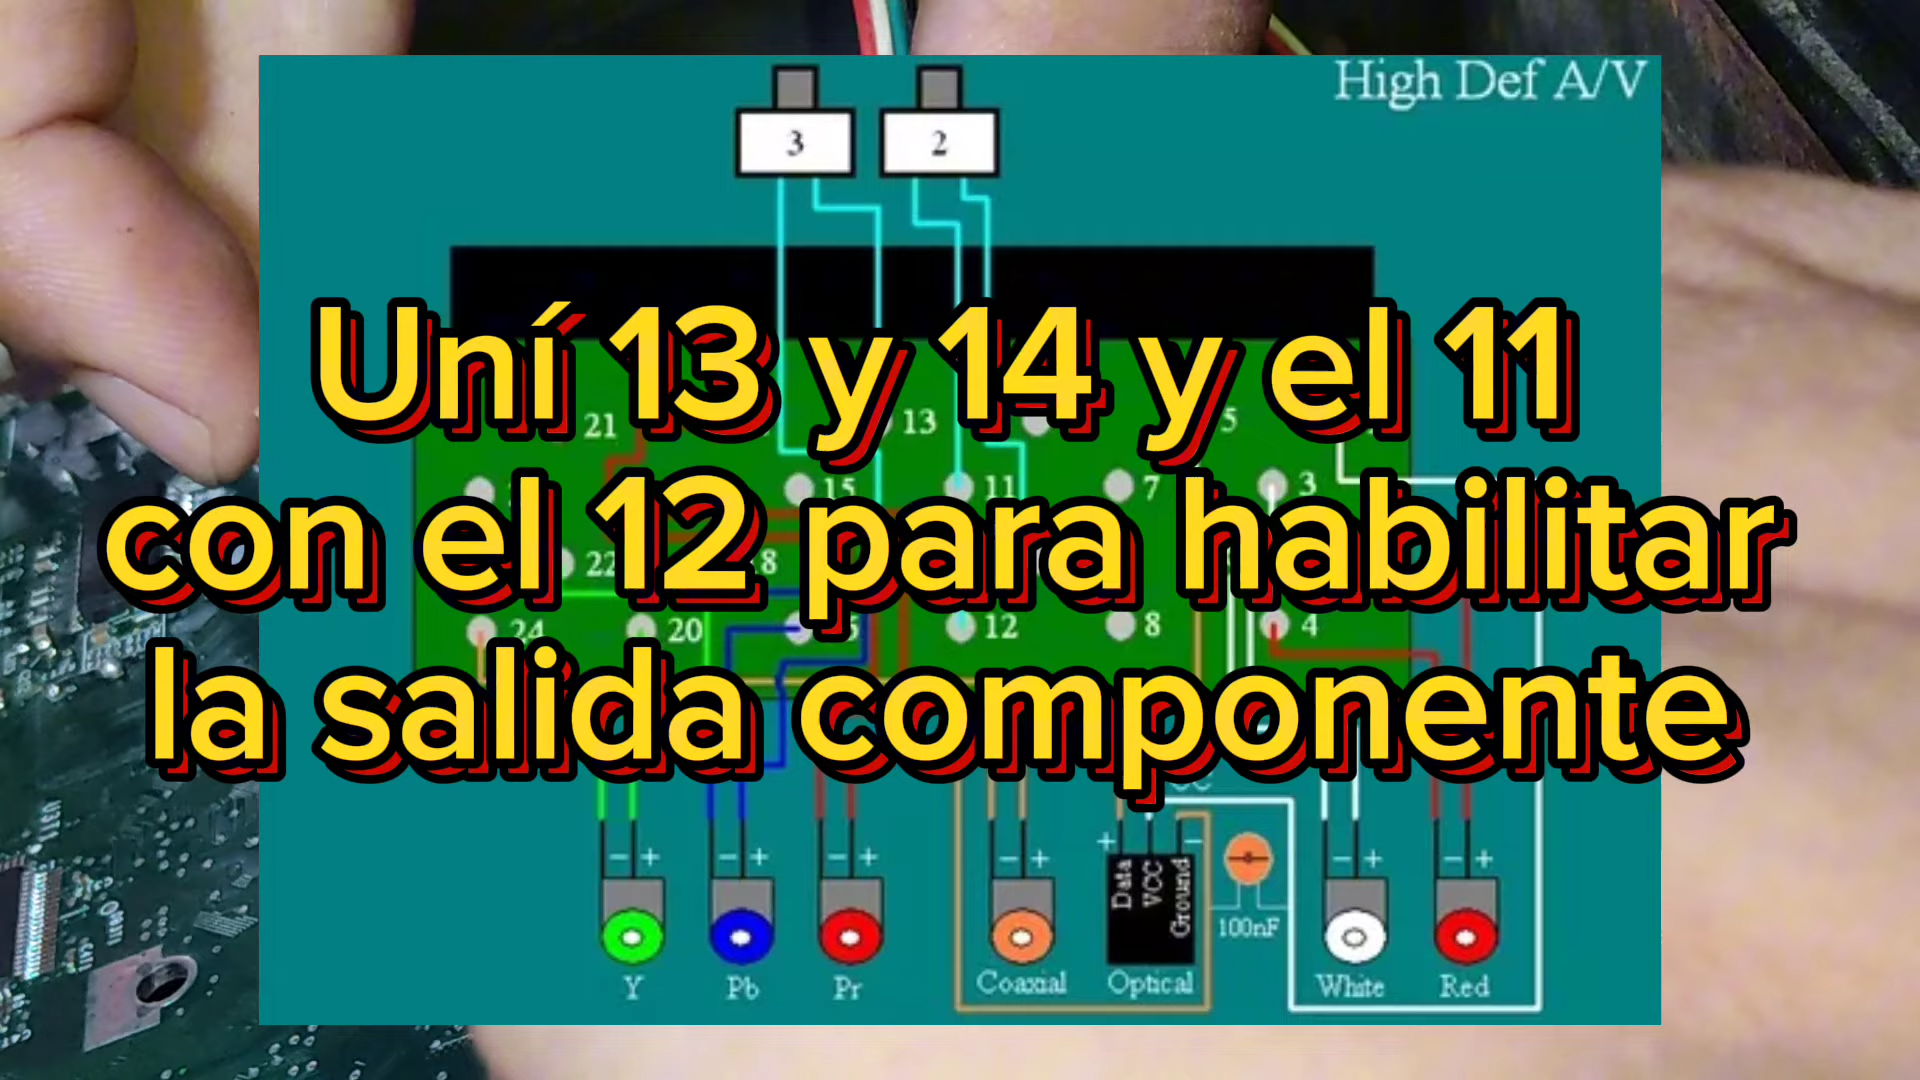 High Def A/V
3 2
Uní 13 y 14 y el 11
21 13 5
15 11 7 3
con el 12 para habilitar
22 18
24 20 12 8 4
la salida componente
− + − + − + − + + − − + − +
Data VCC Ground
100nF
Y Pb Pr Coaxial Optical White Red